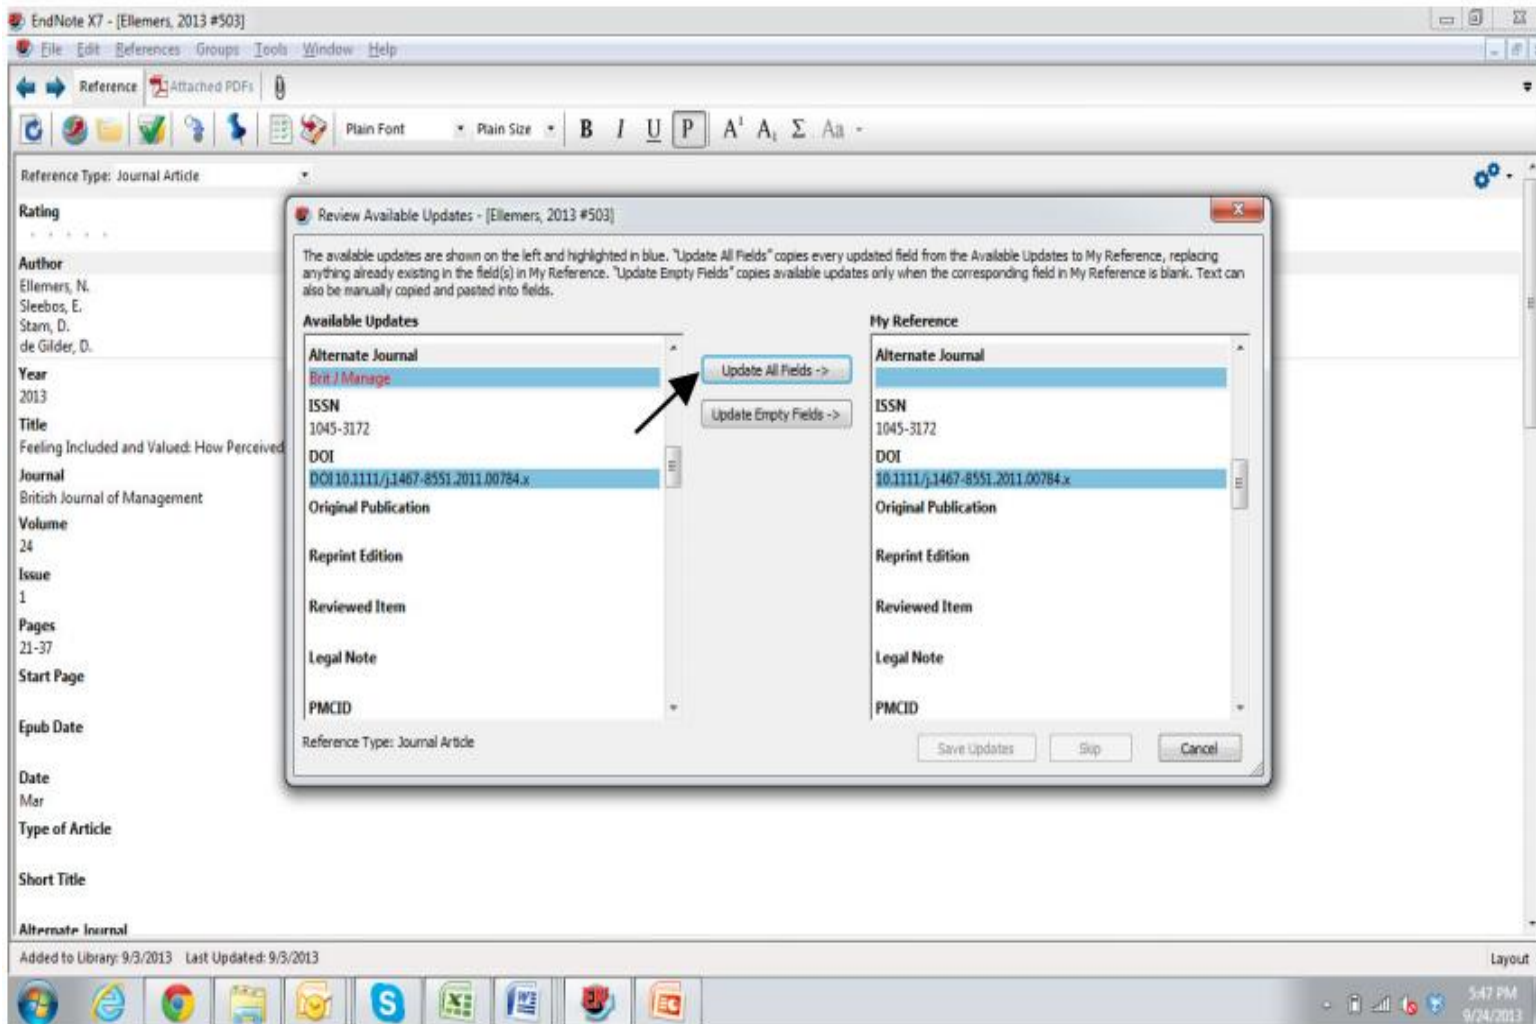 EndNote X7 - [Ellemers, 2013 #503]
File Edit References Groups Tools Window Help
Reference Attached PDFs
Plain Font Plain Size B I U P A¹ A₁ Σ Aa
Reference Type: Journal Article
Rating
Author
Ellemers, N.
Sleebos, E.
Stam, D.
de Gilder, D.
Year
2013
Title
Feeling Included and Valued: How Perceived
Journal
British Journal of Management
Volume
24
Issue
1
Pages
21-37
Start Page
Epub Date
Date
Mar
Type of Article
Short Title
Alternate Journal
Review Available Updates - [Ellemers, 2013 #503]
The available updates are shown on the left and highlighted in blue. "Update All Fields" copies every updated field from the Available Updates to My Reference, replacing
anything already existing in the field(s) in My Reference. "Update Empty Fields" copies available updates only when the corresponding field in My Reference is blank. Text can
also be manually copied and pasted into fields.
Available Updates
Alternate Journal
Brit J Manage
ISSN
1045-3172
DOI
DOI 10.1111/j.1467-8551.2011.00784.x
Original Publication
Reprint Edition
Reviewed Item
Legal Note
PMCID
Update All Fields ->
Update Empty Fields ->
My Reference
Alternate Journal
ISSN
1045-3172
DOI
10.1111/j.1467-8551.2011.00784.x
Original Publication
Reprint Edition
Reviewed Item
Legal Note
PMCID
Reference Type: Journal Article
Save Updates Skip Cancel
Added to Library: 9/3/2013 Last Updated: 9/3/2013
Layout
5:47 PM
9/24/2013